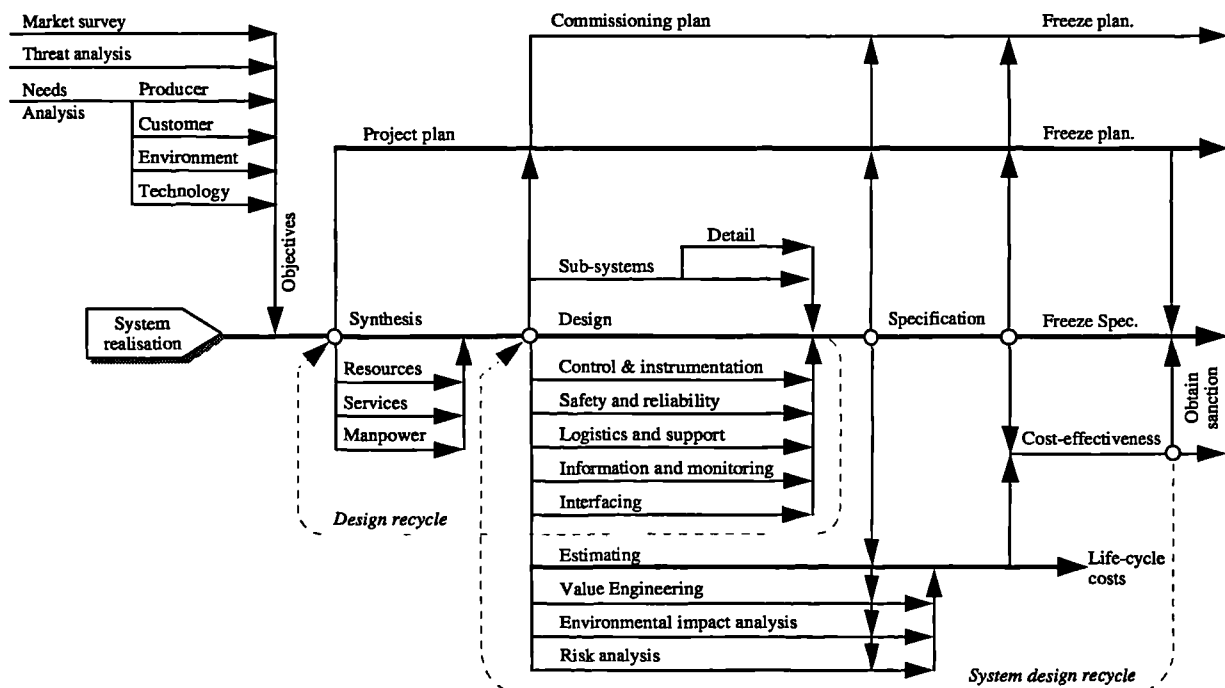 Market survey
Commissioning plan
Freeze plan.
Threat analysis
Needs
Analysis
Producer
Customer
Environment
Technology
Project plan
Freeze plan.
Objectives
Detail
Sub-systems
System
realisation
Synthesis
Design
Specification
Freeze Spec.
Resources
Services
Manpower
Control & instrumentation
Safety and reliability
Logistics and support
Information and monitoring
Interfacing
Obtain
sanction
Cost-effectiveness
Design recycle
Estimating
Life-cycle
costs
Value Engineering
Environmental impact analysis
Risk analysis
System design recycle